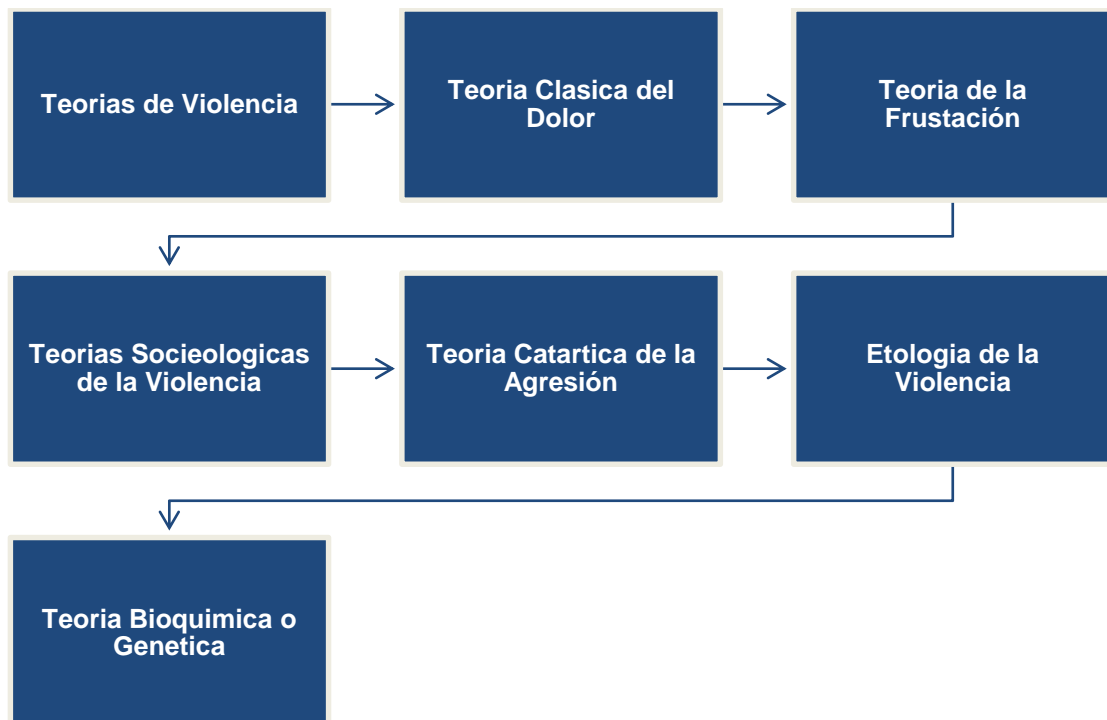 Teorias de Violencia
Teoria Clasica del
Dolor
Teoria de la
Frustación
Teorias Socieologicas
de la Violencia
Teoria Catartica de la
Agresión
Etologia de la
Violencia
Teoria Bioquimica o
Genetica